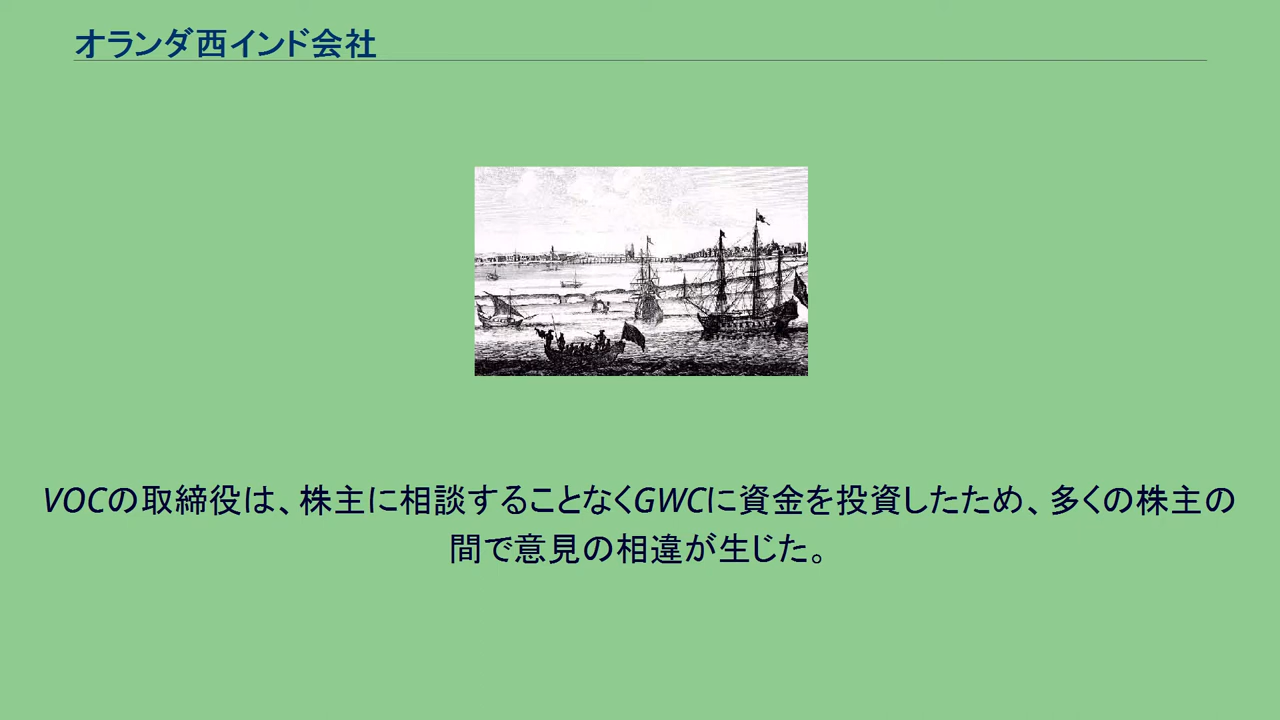 オランダ西インド会社
VOCの取締役は、株主に相談することなくGWCに資金を投資したため、多くの株主の
間で意見の相違が生じた。